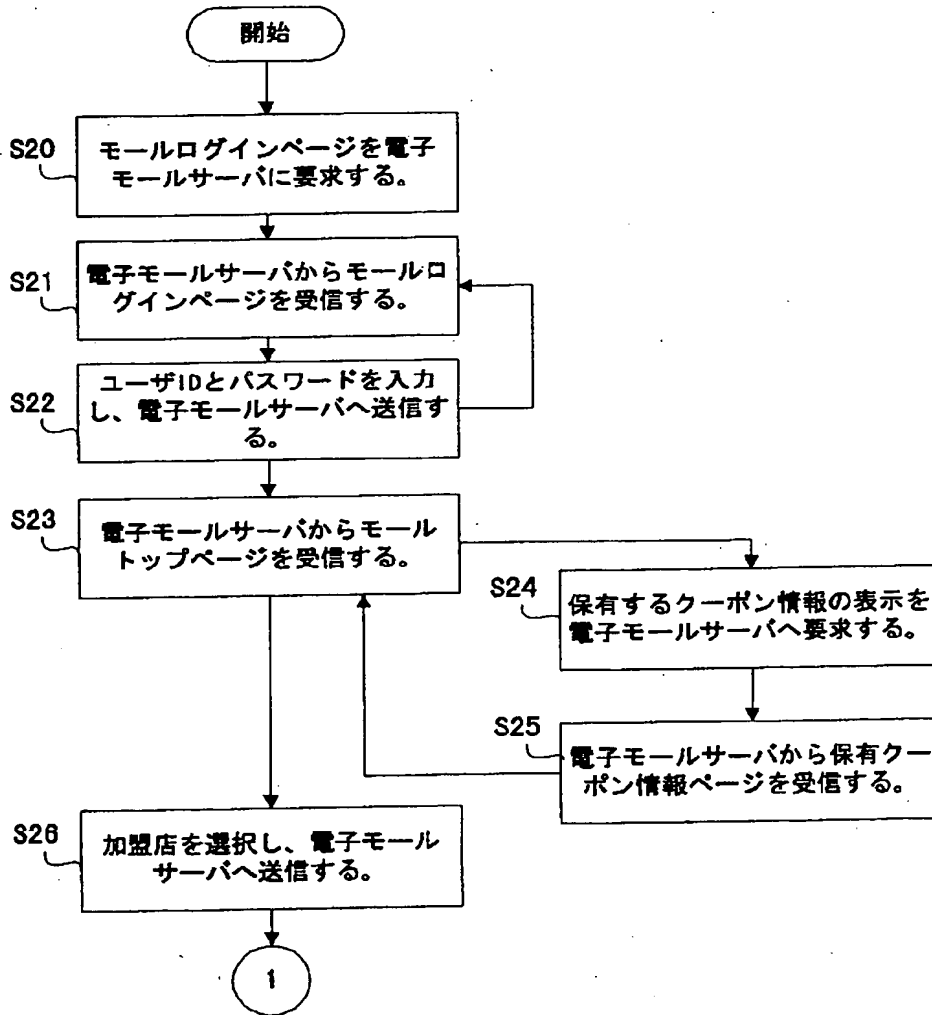 開始
S20
モールログインページを電子
モールサーバに要求する。
S21
電子モールサーバからモールロ
グインページを受信する。
S22
ユーザIDとパスワードを入力
し、電子モールサーバへ送信す
る。
S23
電子モールサーバからモール
トップページを受信する。
S24
保有するクーポン情報の表示を
電子モールサーバへ要求する。
S25
電子モールサーバから保有クー
ポン情報ページを受信する。
S26
加盟店を選択し、電子モール
サーバへ送信する。
1